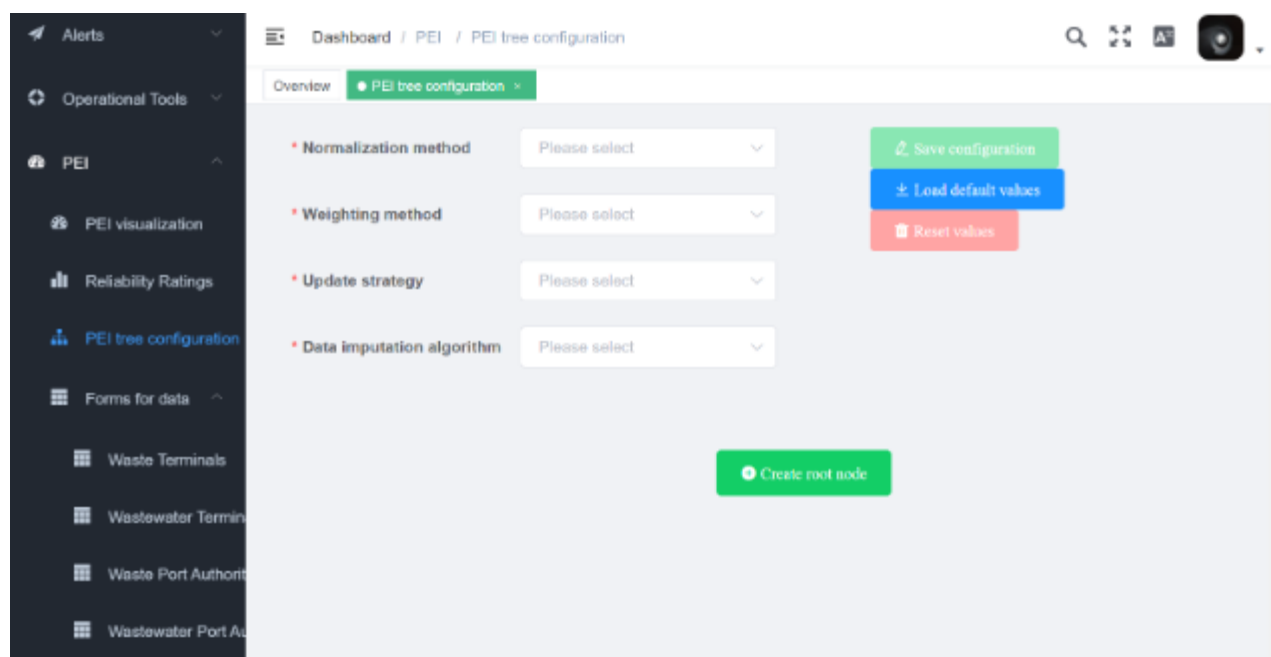 Alerts
Dashboard / PEI / PEI tree configuration
Overview
PEI tree configuration ×
Operational Tools
PEI
PEI visualization
Reliability Ratings
PEI tree configuration
Forms for data
Waste Terminals
Wastewater Termin
Waste Port Authorit
Wastewater Port Au
* Normalization method
Please select
* Weighting method
Please select
* Update strategy
Please select
* Data imputation algorithm
Please select
Save configuration
Load default values
Reset values
Create root node